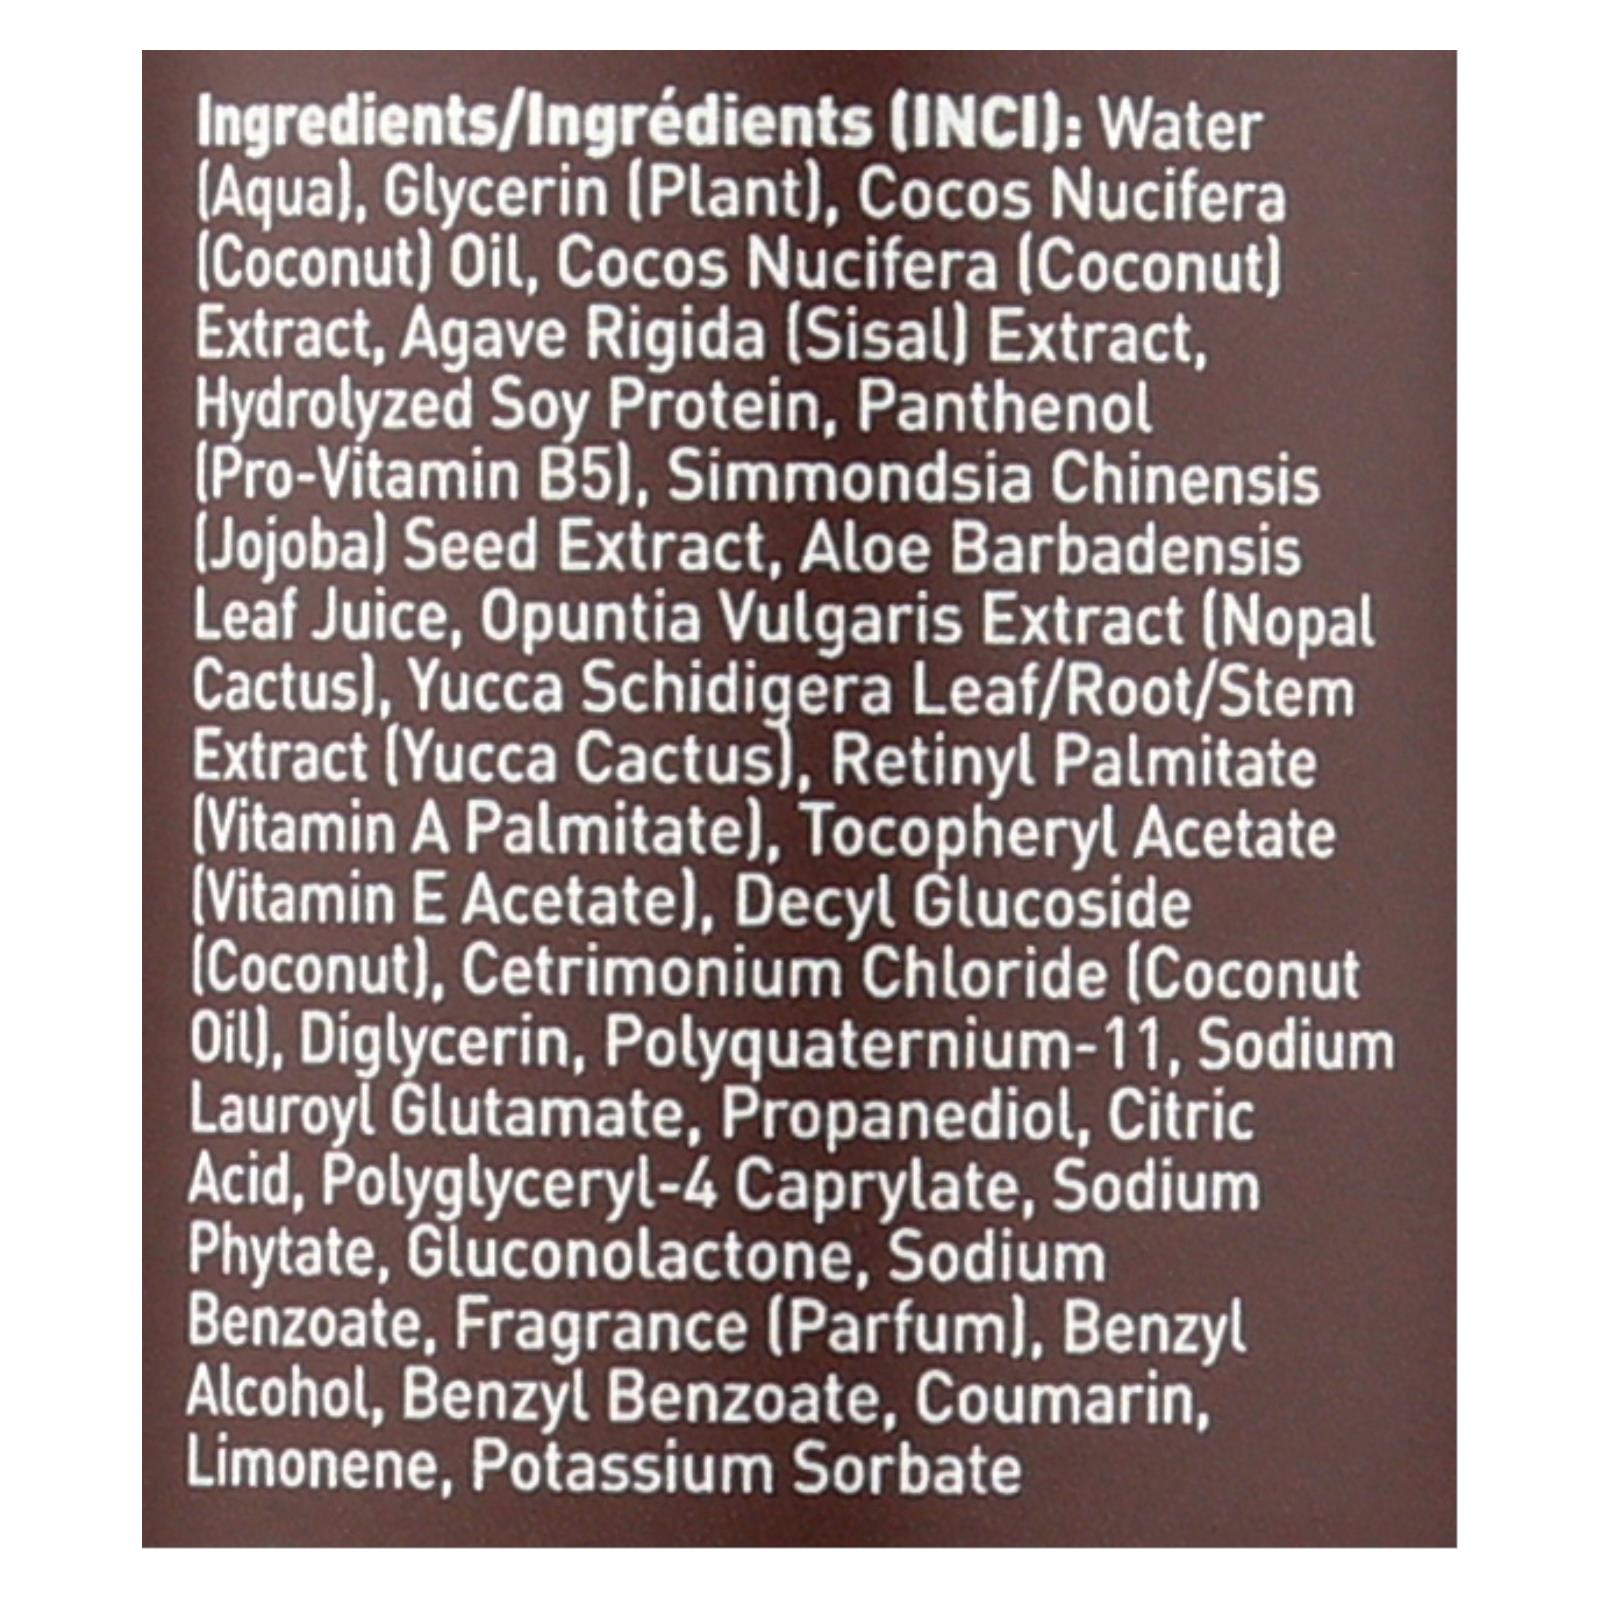 Ingredients/Ingrédients (INCI): Water
(Aqua), Glycerin (Plant), Cocos Nucifera
(Coconut) Oil, Cocos Nucifera (Coconut)
Extract, Agave Rigida (Sisal) Extract,
Hydrolyzed Soy Protein, Panthenol
(Pro-Vitamin B5), Simmondsia Chinensis
(Jojoba) Seed Extract, Aloe Barbadensis
Leaf Juice, Opuntia Vulgaris Extract (Nopal
Cactus), Yucca Schidigera Leaf/Root/Stem
Extract (Yucca Cactus), Retinyl Palmitate
(Vitamin A Palmitate), Tocopheryl Acetate
(Vitamin E Acetate), Decyl Glucoside
(Coconut), Cetrimonium Chloride (Coconut
Oil), Diglycerin, Polyquaternium-11, Sodium
Lauroyl Glutamate, Propanediol, Citric
Acid, Polyglyceryl-4 Caprylate, Sodium
Phytate, Gluconolactone, Sodium
Benzoate, Fragrance (Parfum), Benzyl
Alcohol, Benzyl Benzoate, Coumarin,
Limonene, Potassium Sorbate